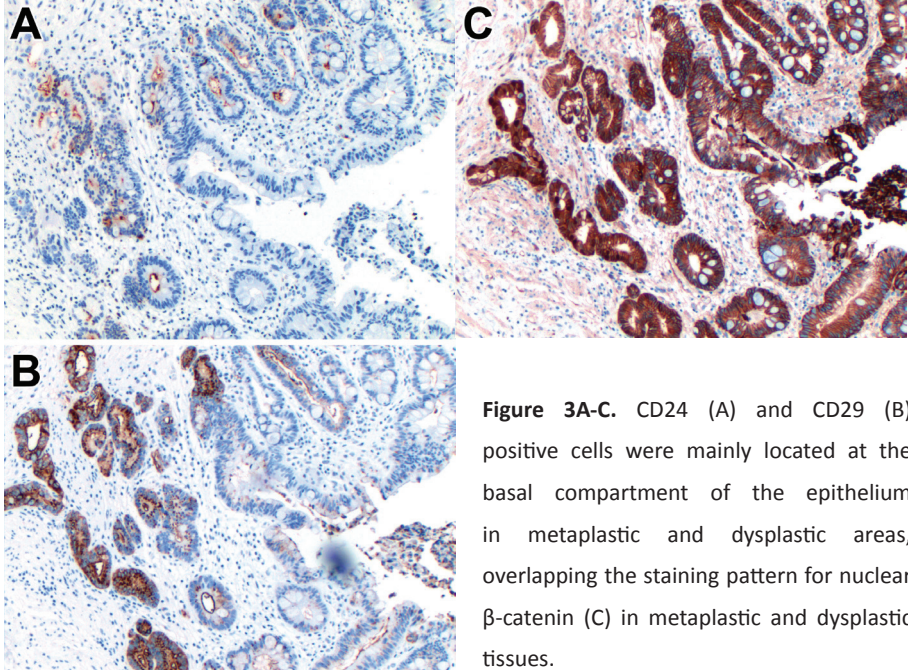 A
C
B
Figure 3A-C. CD24 (A) and CD29 (B)
positive cells were mainly located at the
basal compartment of the epithelium
in metaplastic and dysplastic areas,
overlapping the staining pattern for nuclear
β-catenin (C) in metaplastic and dysplastic
tissues.